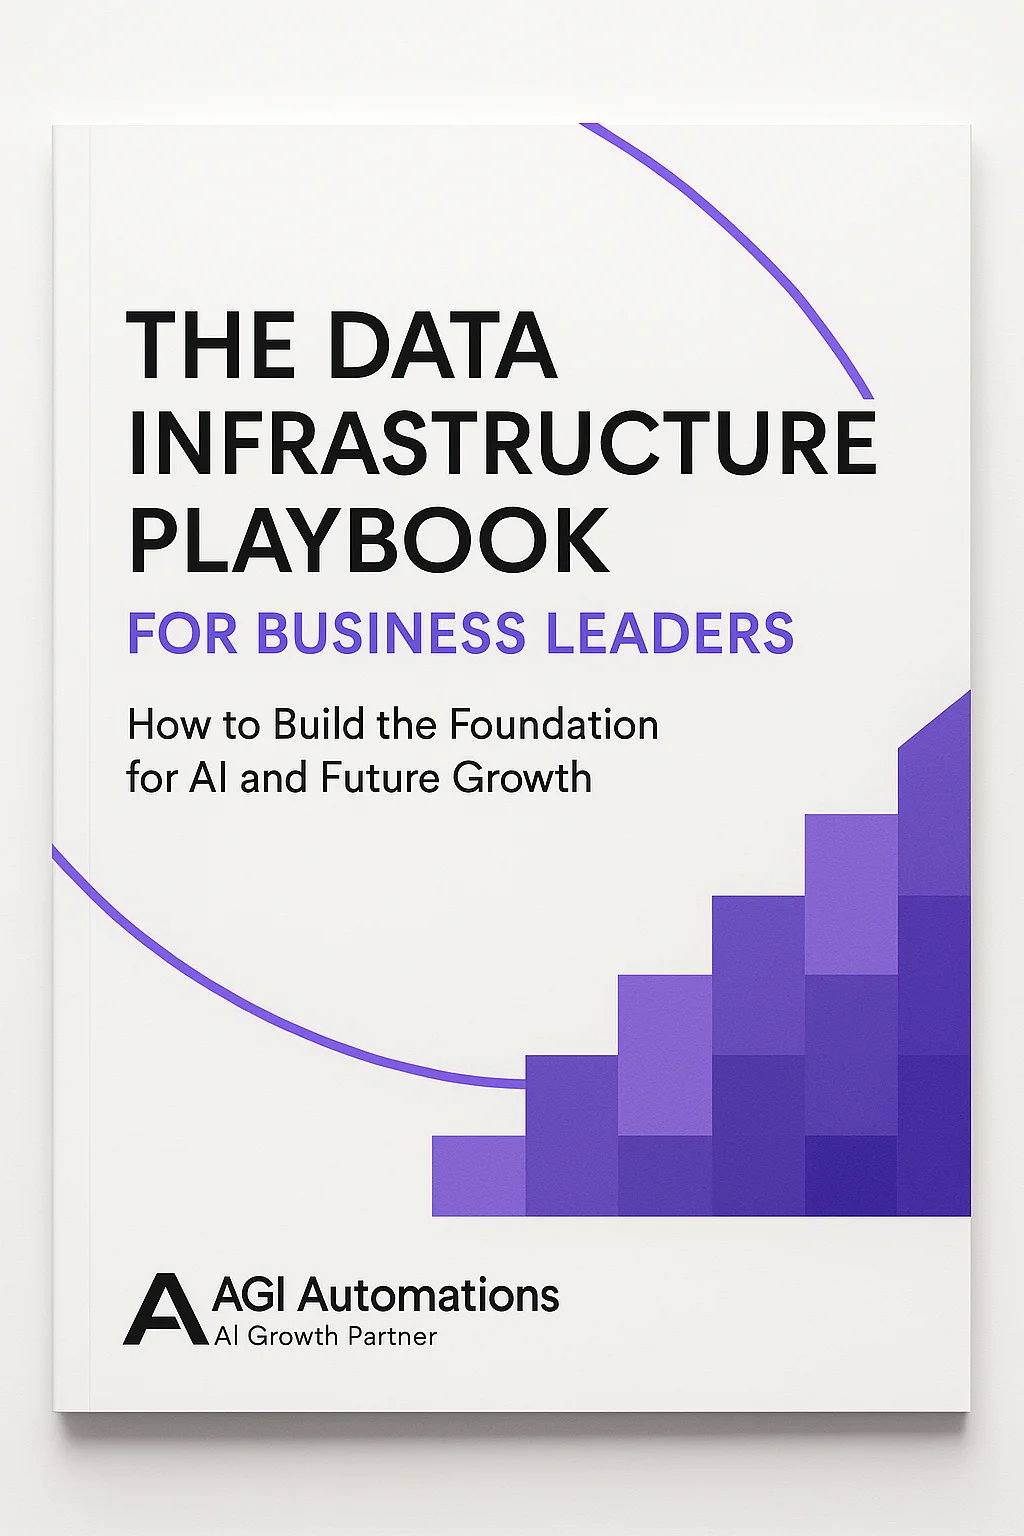 THE DATA
INFRASTRUCTURE
PLAYBOOK
FOR BUSINESS LEADERS
How to Build the Foundation
for AI and Future Growth
AGI Automations
AI Growth Partner